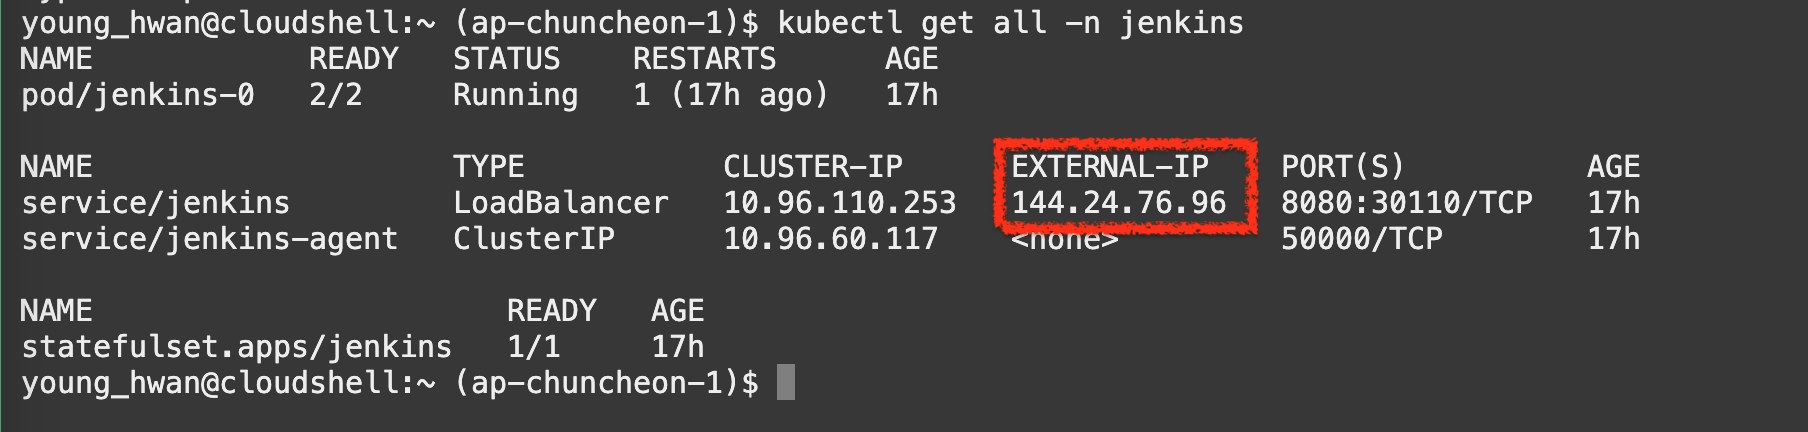 young_hwan@cloudshell:~ (ap-chuncheon-1)$ kubectl get all -n jenkins
NAME            READY   STATUS    RESTARTS      AGE
pod/jenkins-0   2/2     Running   1 (17h ago)   17h
NAME                    TYPE           CLUSTER-IP      EXTERNAL-IP    PORT(S)          AGE
service/jenkins         LoadBalancer   10.96.110.253   144.24.76.96   8080:30110/TCP   17h
service/jenkins-agent   ClusterIP      10.96.60.117    <none>         50000/TCP        17h
NAME                       READY   AGE
statefulset.apps/jenkins   1/1     17h
young_hwan@cloudshell:~ (ap-chuncheon-1)$